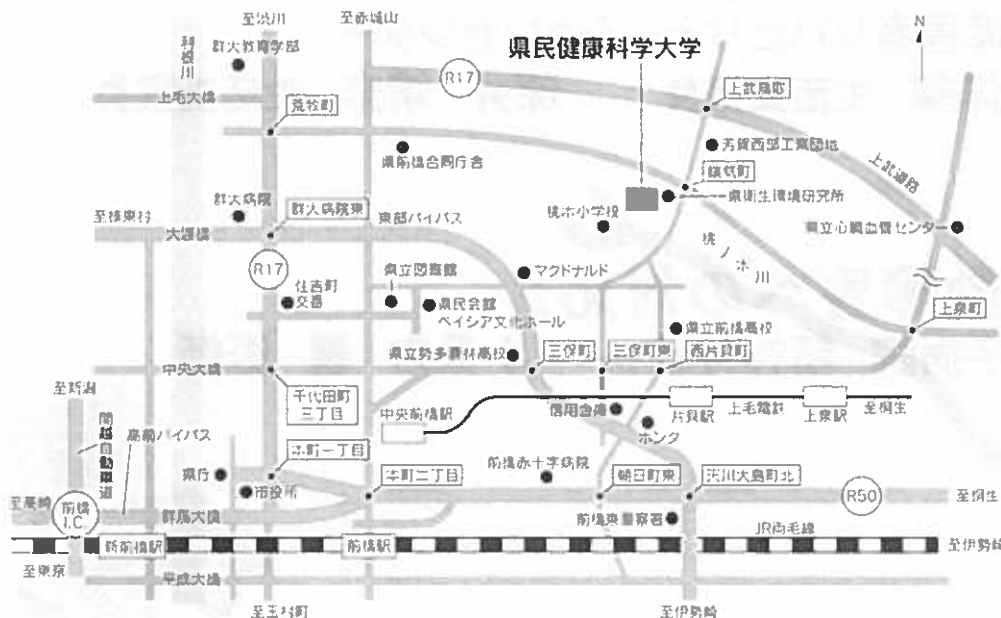 至渋川
至赤城山
N
利根川
群大教育学部
県民健康科学大学
R17
上毛大橋
荒牧町
上武鳥取
県前橋合同庁舎
芳賀西部工業団地
上武道路
嶺気町
群大病院
県衛生環境研究所
至榛東村
群大病院東
桃木小学校
大渡橋
東部バイパス
県立心臓血管センター
桃ノ木川
R17
県立図書館
マクドナルド
住吉町
交番
県民会館
ベイシア文化ホール
上泉町
県立前橋高校
県立勢多農林高校
三俣町
三俣町東
西片貝町
中央大橋
至新潟
千代田町
三丁目
中央前橋駅
信用金庫
片貝駅
上毛電鉄
上泉駅
至桐生
関越自動車道
高前バイパス
ホンダ
本町一丁目
前橋赤十字病院
県庁
市役所
本町二丁目
朝日町東
天川大島町北
R50
至桐生
至高崎
前橋
I.C.
群馬大橋
前橋東警察署
JR両毛線
新前橋駅
前橋駅
至伊勢崎
至東京
平成大橋
至玉村町
至伊勢崎